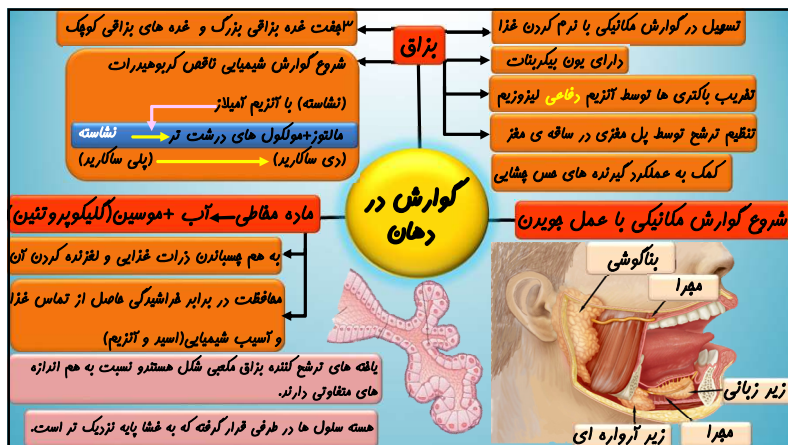 تسهیل در گوارش مکانیکی با نرم کردن غذا
دارای یون بیکربنات
تخریب باکتری ها توسط آنزیم دفاعی لیزوزیم
تنظیم ترشح توسط پل مغزی در ساقه ی مغز
کمک به عملکرد گیرنده های حس چشایی
بزاق
۳جفت غده بزاقی بزرگ و غده های بزاقی کوچک
شروع گوارش شیمیایی ناقص کربوهیدرات
(نشاسته) با آنزیم آمیلاز
نشاسته
مالتوز+مولکول های درشت تر
(پلی ساکارید)
(دی ساکارید)
گوارش در
دهان
شروع گوارش مکانیکی با عمل جویدن
ماده مخاطی
آب +موسین(گلیکوپروتئین)
به هم چسباندن ذرات غذایی و لغزنده کردن آن
محافظت در برابر خراشیدگی حاصل از تماس غذا
و آسیب شیمیایی(اسید و آنزیم)
یاخته های ترشح کننده بزاق مکعبی شکل هستندو نسبت به هم اندازه
های متفاوتی دارند.
هسته سلول ها در طرفی قرار گرفته که به غشا پایه نزدیک تر است.
بناگوشی
مجرا
زیر زبانی
مجرا
زیر آرواره ای